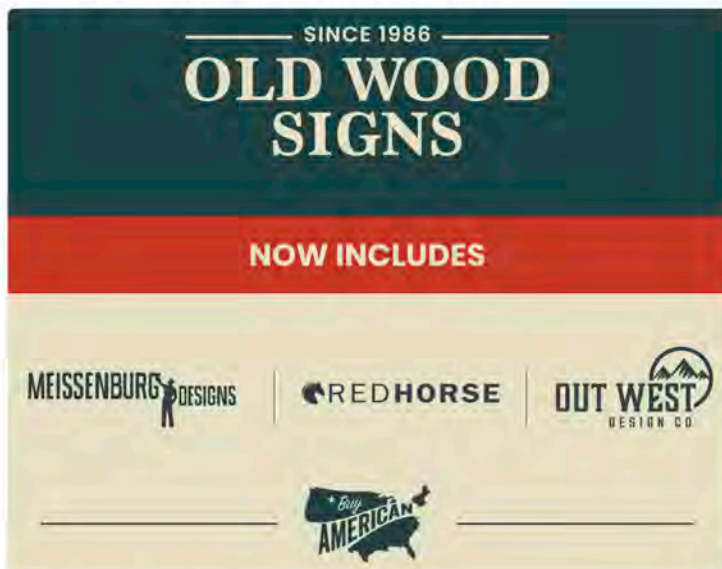 SINCE 1986
OLD WOOD
SIGNS
NOW INCLUDES
MEISSENBURG DESIGNS
REDHORSE
OUT WEST
DESIGN CO
Buy
AMERICAN